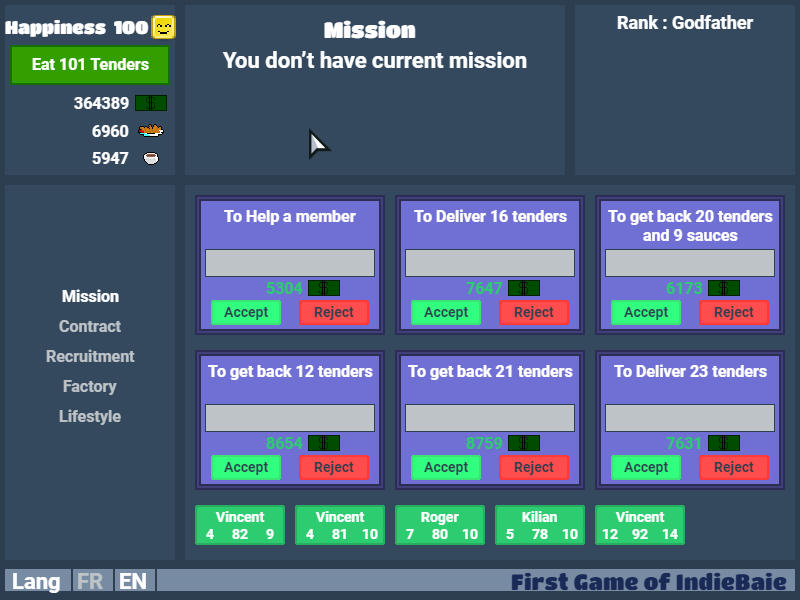 Happiness 100
Eat 101 Tenders
364389
6960
5947
Mission
You don’t have current mission
Rank : Godfather
Mission
Contract
Recruitment
Factory
Lifestyle
To Help a member
5304
Accept Reject
To Deliver 16 tenders
7647
Accept Reject
To get back 20 tenders
and 9 sauces
6173
Accept Reject
To get back 12 tenders
8654
Accept Reject
To get back 21 tenders
8759
Accept Reject
To Deliver 23 tenders
7631
Accept Reject
Vincent
4 82 9
Vincent
4 81 10
Roger
7 80 10
Kilian
5 78 10
Vincent
12 92 14
Lang FR EN
First Game of IndieBaie